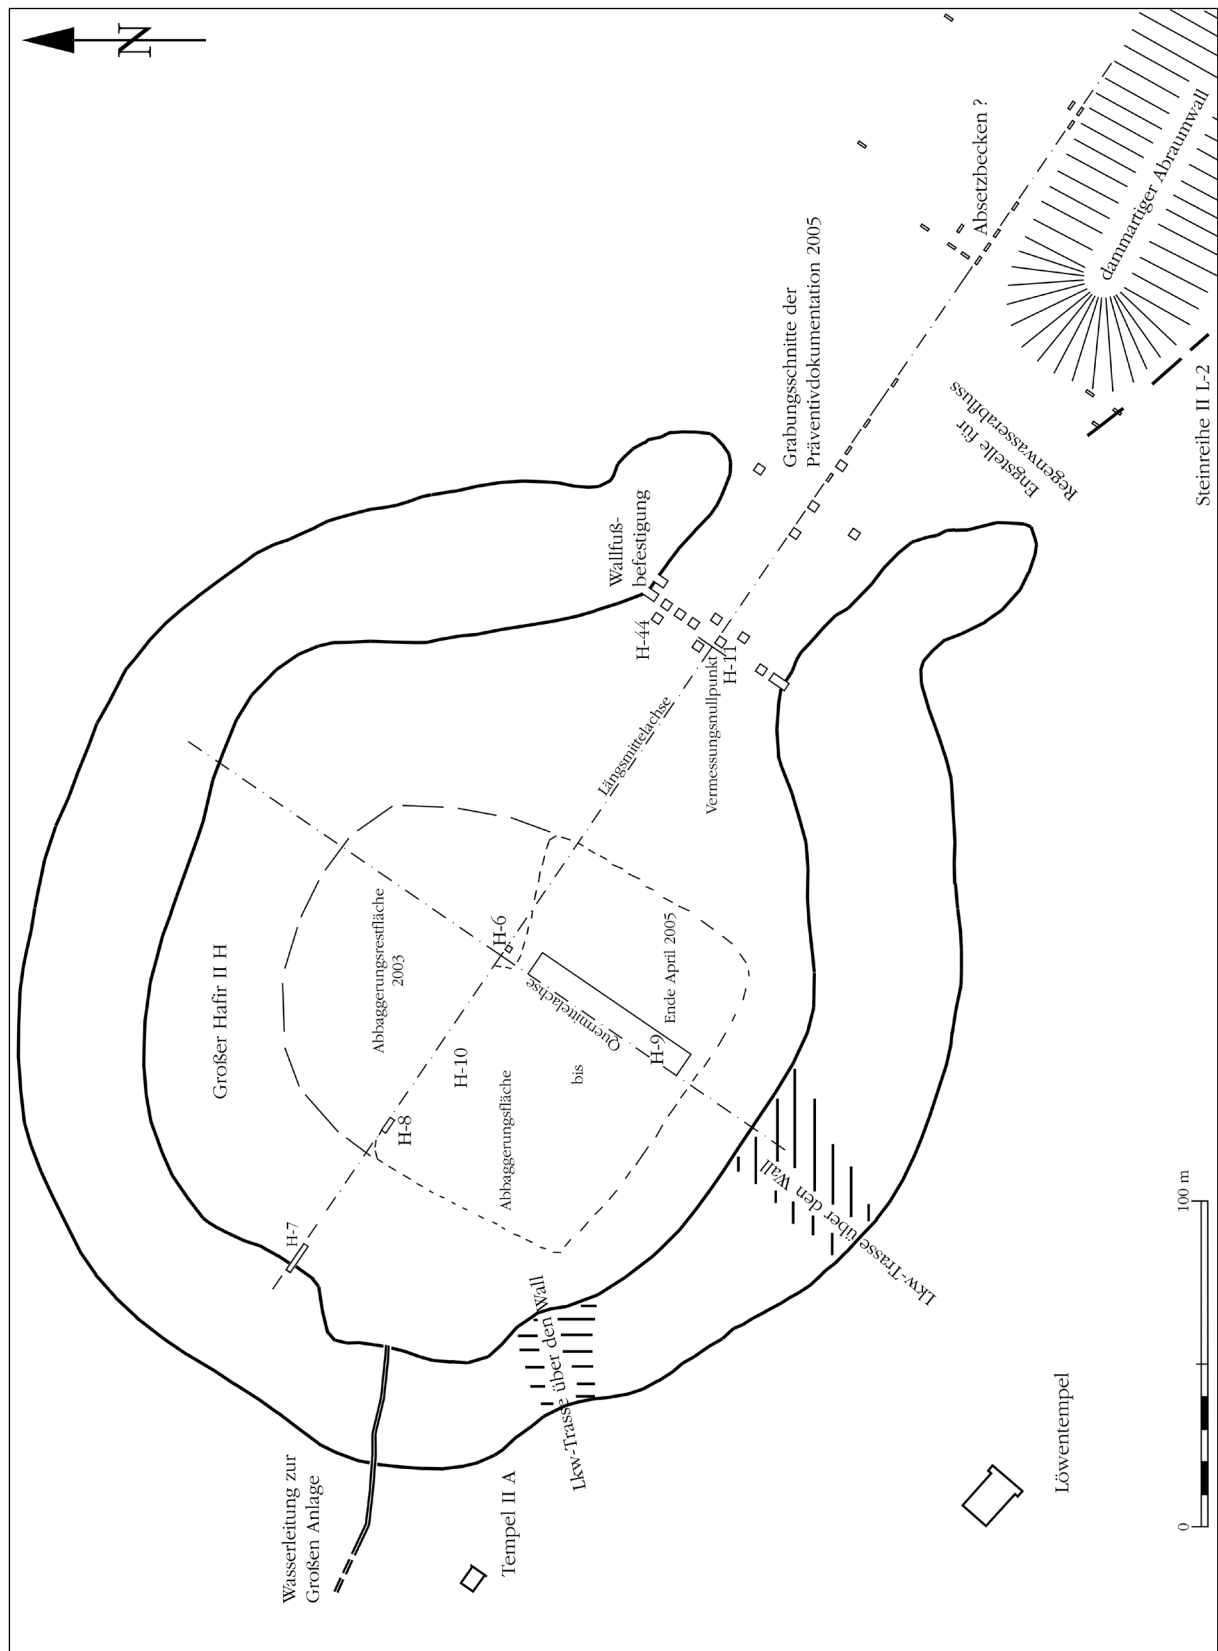 N
Absetzbecken ?
dammartiger Abraumwall
Grabungsschnitte der
Präventivdokumentation 2005
Engstelle für
Regenwasserabfluss
Steinreihe II L-2
Wallfuß-
befestigung
H-44
H-11
Vermessungsnullpunkt
Längsmittelachse
Großer Hafir II H
Abbaggerungsrestfläche
2003
H-6
Quermittelachse
H-10
H-9
Abbaggerungsfläche
bis
Ende April 2005
H-8
H-7
Lkw-Trasse über den Wall
Lkw-Trasse über den Wall
Wasserleitung zur
Großen Anlage
Tempel II A
Löwentempel
0
100 m